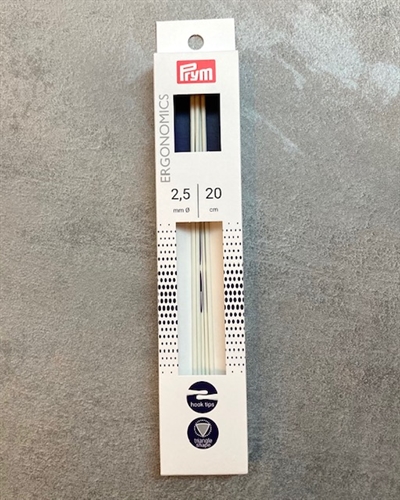 Prym
ERGONOMICS
2,5 20
mm Ø cm
hook tips
triangle
shape